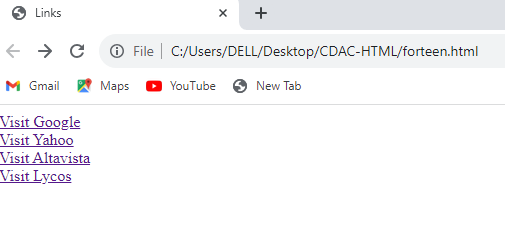 Links
File C:/Users/DELL/Desktop/CDAC-HTML/forteen.html
Gmail Maps YouTube New Tab
Visit Google
Visit Yahoo
Visit Altavista
Visit Lycos